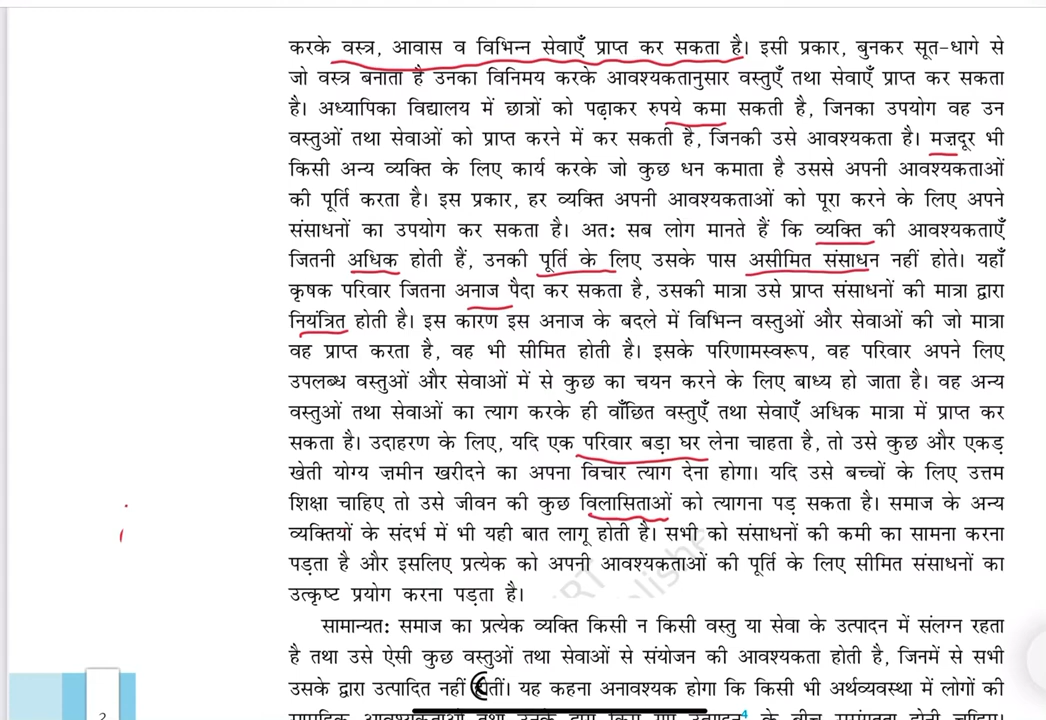 करके वस्त्र, आवास व विभिन्न सेवाएँ प्राप्त कर सकता है। इसी प्रकार, बुनकर सूत-धागे से
जो वस्त्र बनाता है उनका विनिमय करके आवश्यकतानुसार वस्तुएँ तथा सेवाएँ प्राप्त कर सकता
है। अध्यापिका विद्यालय में छात्रों को पढ़ाकर रुपये कमा सकती है, जिनका उपयोग वह उन
वस्तुओं तथा सेवाओं को प्राप्त करने में कर सकती है, जिनकी उसे आवश्यकता है। मज़दूर भी
किसी अन्य व्यक्ति के लिए कार्य करके जो कुछ धन कमाता है उससे अपनी आवश्यकताओं
की पूर्ति करता है। इस प्रकार, हर व्यक्ति अपनी आवश्यकताओं को पूरा करने के लिए अपने
संसाधनों का उपयोग कर सकता है। अत: सब लोग मानते हैं कि व्यक्ति की आवश्यकताएँ
जितनी अधिक होती हैं, उनकी पूर्ति के लिए उसके पास असीमित संसाधन नहीं होते। यहाँ
कृषक परिवार जितना अनाज पैदा कर सकता है, उसकी मात्रा उसे प्राप्त संसाधनों की मात्रा द्वारा
नियंत्रित होती है। इस कारण इस अनाज के बदले में विभिन्न वस्तुओं और सेवाओं की जो मात्रा
वह प्राप्त करता है, वह भी सीमित होती है। इसके परिणामस्वरूप, वह परिवार अपने लिए
उपलब्ध वस्तुओं और सेवाओं में से कुछ का चयन करने के लिए बाध्य हो जाता है। वह अन्य
वस्तुओं तथा सेवाओं का त्याग करके ही वाँछित वस्तुएँ तथा सेवाएँ अधिक मात्रा में प्राप्त कर
सकता है। उदाहरण के लिए, यदि एक परिवार बड़ा घर लेना चाहता है, तो उसे कुछ और एकड़
खेती योग्य ज़मीन खरीदने का अपना विचार त्याग देना होगा। यदि उसे बच्चों के लिए उत्तम
शिक्षा चाहिए तो उसे जीवन की कुछ विलासिताओं को त्यागना पड़ सकता है। समाज के अन्य
व्यक्तियों के संदर्भ में भी यही बात लागू होती है। सभी को संसाधनों की कमी का सामना करना
पड़ता है और इसलिए प्रत्येक को अपनी आवश्यकताओं की पूर्ति के लिए सीमित संसाधनों का
उत्कृष्ट प्रयोग करना पड़ता है।
सामान्यत: समाज का प्रत्येक व्यक्ति किसी न किसी वस्तु या सेवा के उत्पादन में संलग्न रहता
है तथा उसे ऐसी कुछ वस्तुओं तथा सेवाओं से संयोजन की आवश्यकता होती है, जिनमें से सभी
उसके द्वारा उत्पादित नहीं होतीं। यह कहना अनावश्यक होगा कि किसी भी अर्थव्यवस्था में लोगों की
2